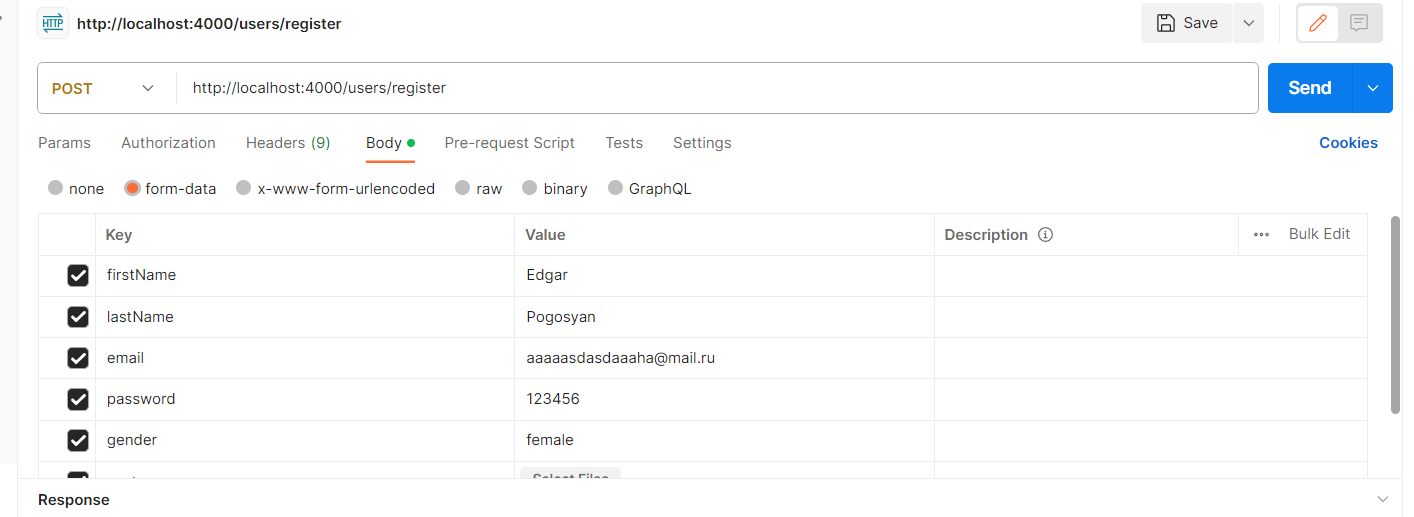 HTTP http://localhost:4000/users/register Save
POST http://localhost:4000/users/register Send
Params Authorization Headers (9) Body Pre-request Script Tests Settings Cookies
none form-data x-www-form-urlencoded raw binary GraphQL
Key Value Description Bulk Edit
firstName Edgar
lastName Pogosyan
email aaaaasdasdaaaha@mail.ru
password 123456
gender female
Select Files
Response